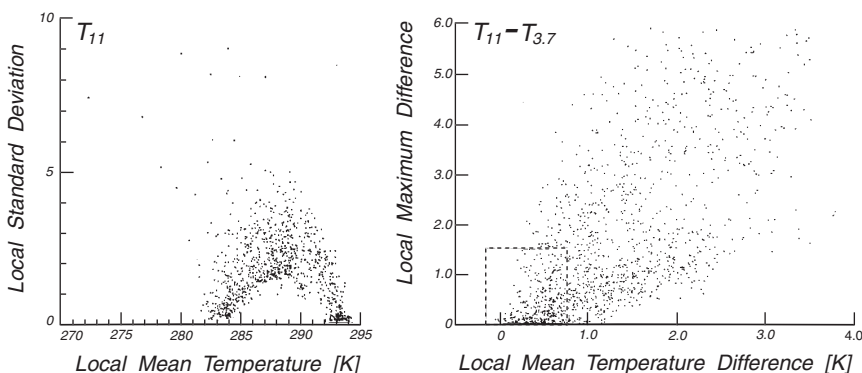 T11
10
5
0
270 275 280 285 290 295
Local Standard Deviation
Local Mean Temperature [K]
T11-T3.7
6.0
5.0
4.0
3.0
2.0
1.0
0
0 1.0 2.0 3.0 4.0
Local Maximum Difference
Local Mean Temperature Difference [K]